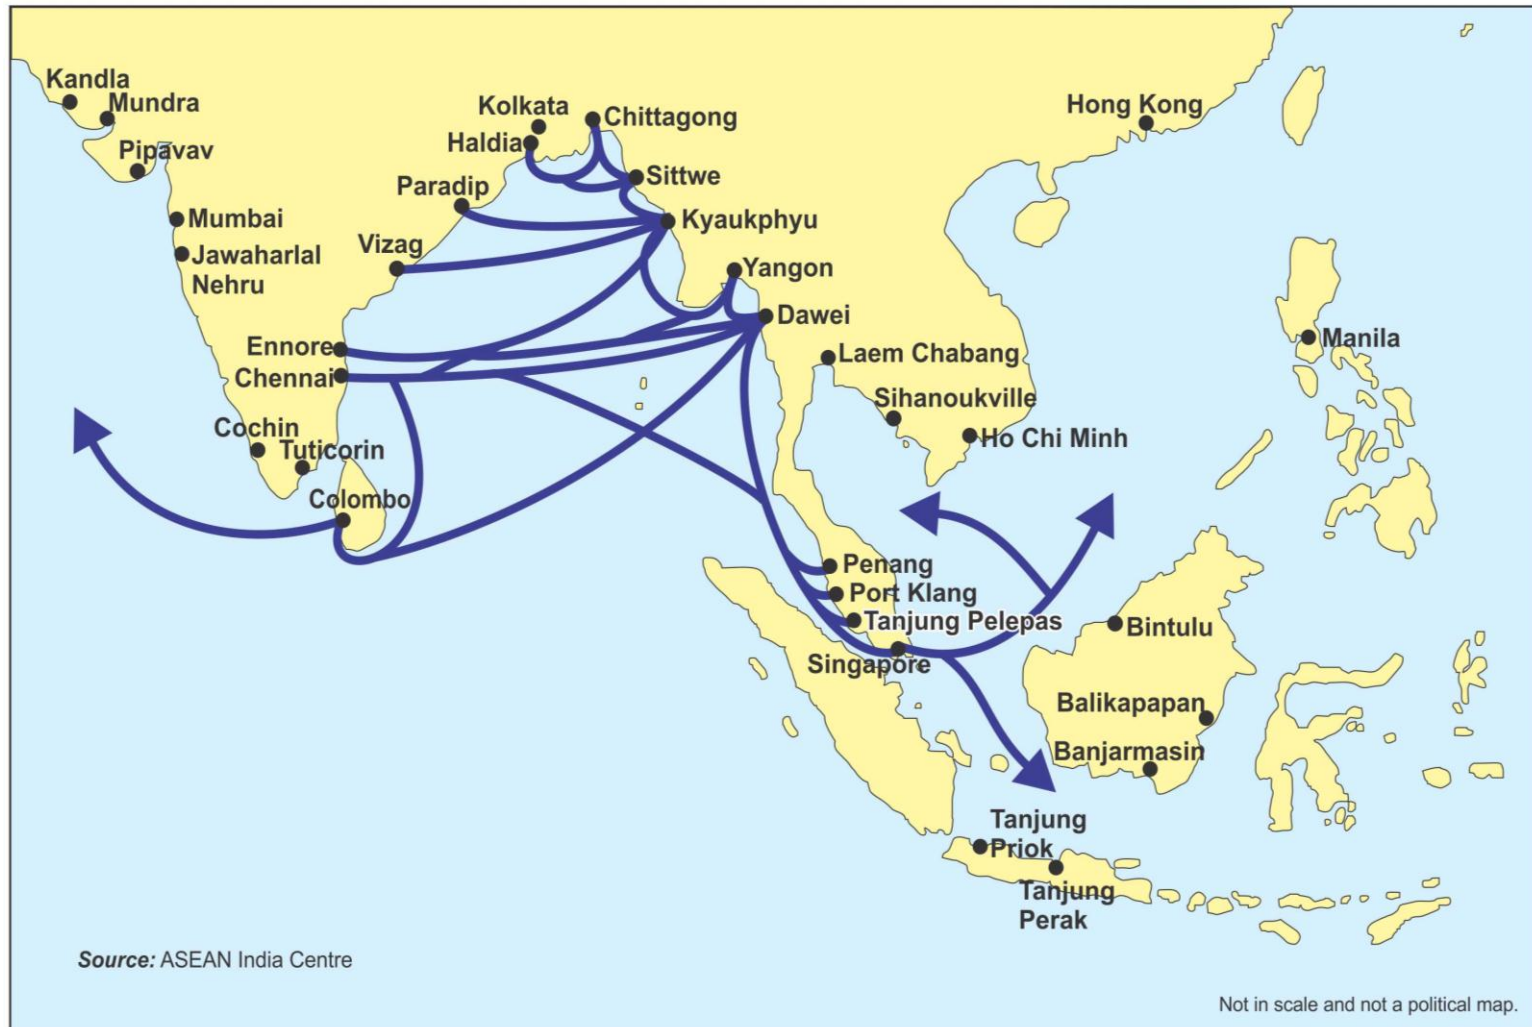 Kandla
Mundra
Pipavav
Kolkata
Haldia
Chittagong
Hong Kong
Paradip
Sittwe
Mumbai
Kyaukphyu
Jawaharlal
Nehru
Vizag
Yangon
Dawei
Ennore
Chennai
Laem Chabang
Manila
Sihanoukville
Cochin
Tuticorin
Ho Chi Minh
Colombo
Penang
Port Klang
Tanjung Pelepas
Bintulu
Singapore
Balikapapan
Banjarmasin
Tanjung
Priok
Tanjung
Perak
Source: ASEAN India Centre
Not in scale and not a political map.